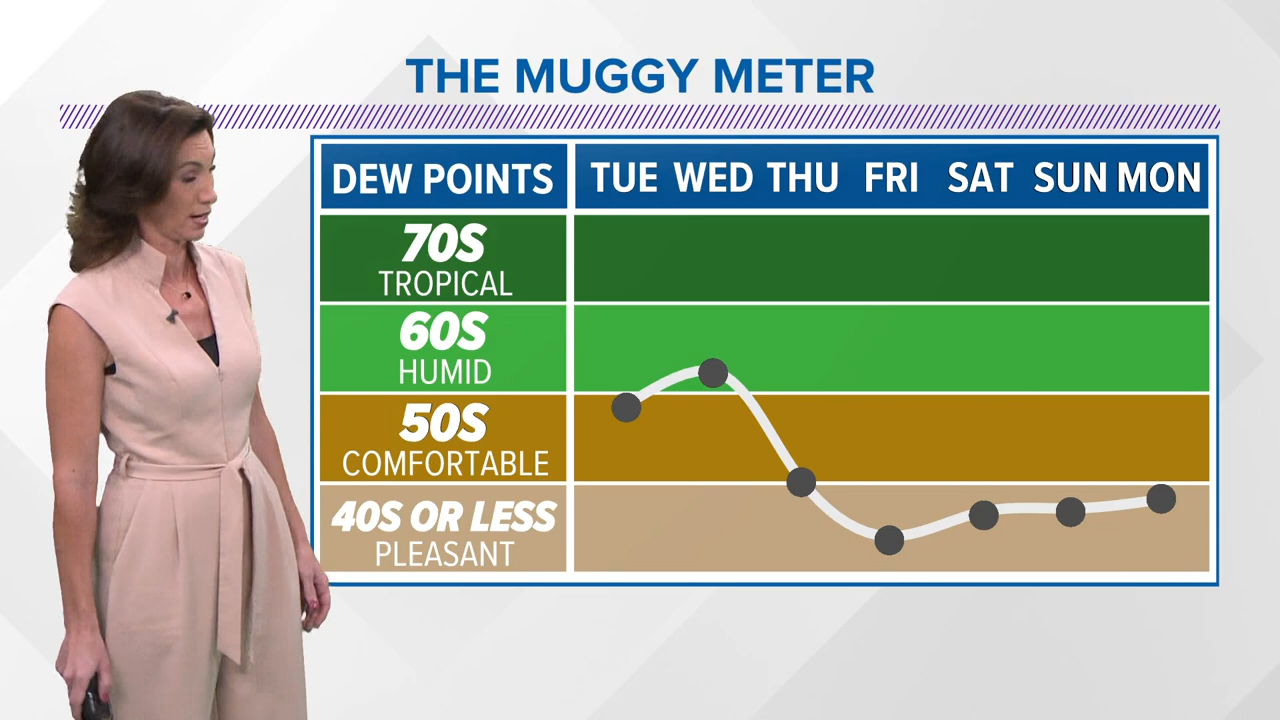 THE MUGGY METER
DEW POINTS
TUE WED THU FRI SAT SUN MON
70S
TROPICAL
60S
HUMID
50S
COMFORTABLE
40S OR LESS
PLEASANT